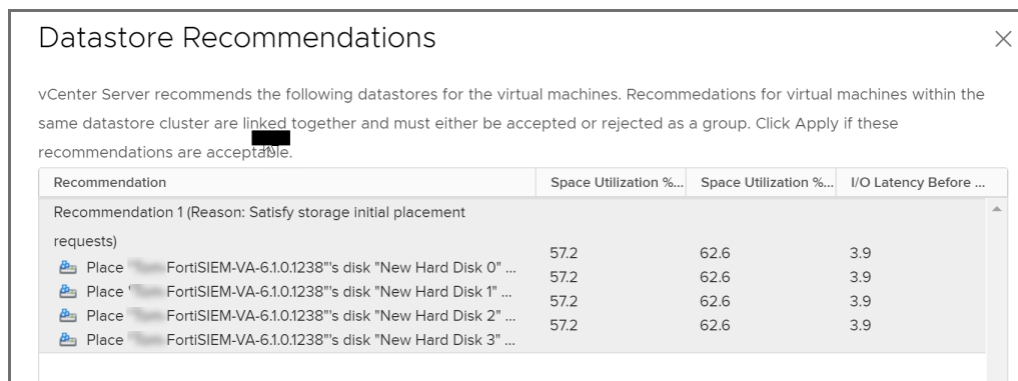 Datastore Recommendations
vCenter Server recommends the following datastores for the virtual machines. Recommedations for virtual machines within the
same datastore cluster are linked together and must either be accepted or rejected as a group. Click Apply if these
recommendations are acceptable.
Recommendation Space Utilization %... Space Utilization %... I/O Latency Before ...
Recommendation 1 (Reason: Satisfy storage initial placement
requests)
Place " FortiSIEM-VA-6.1.0.1238"'s disk "New Hard Disk 0" ... 57.2 62.6 3.9
Place " FortiSIEM-VA-6.1.0.1238"'s disk "New Hard Disk 1" ... 57.2 62.6 3.9
Place " FortiSIEM-VA-6.1.0.1238"'s disk "New Hard Disk 2" ... 57.2 62.6 3.9
Place " FortiSIEM-VA-6.1.0.1238"'s disk "New Hard Disk 3" ... 57.2 62.6 3.9